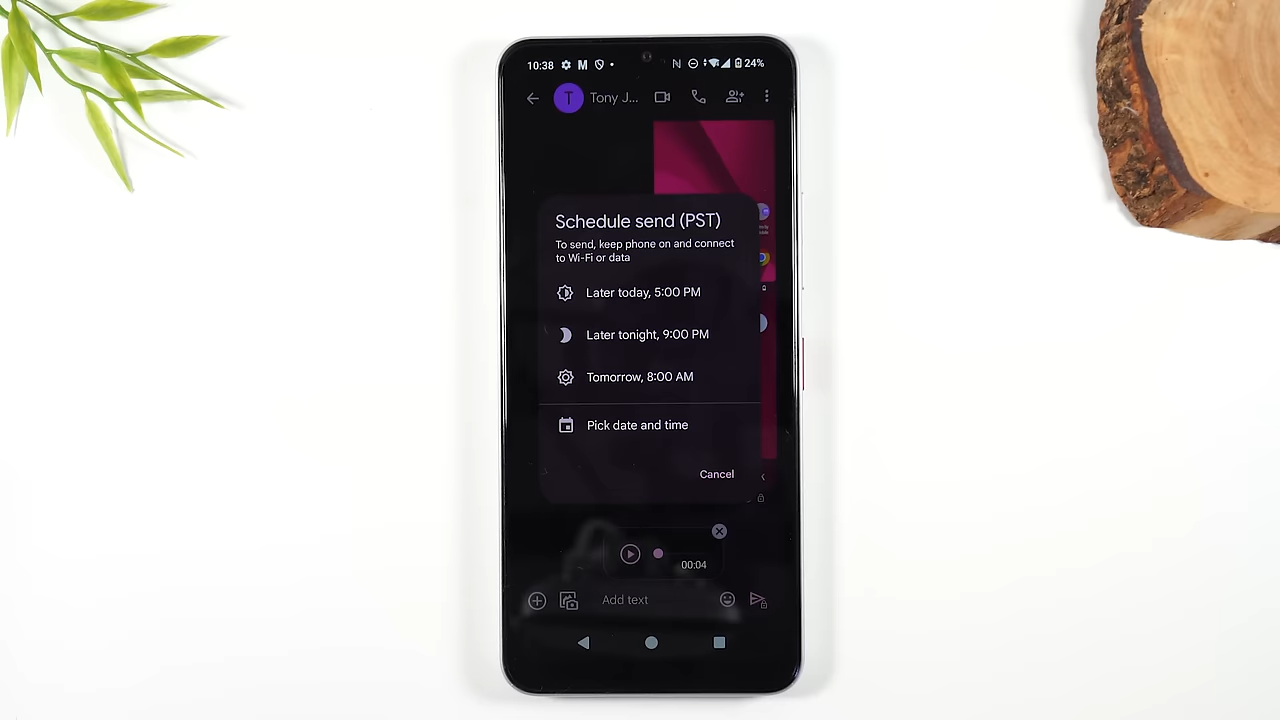 10:38
24%
T Tony J...
Schedule send (PST)
To send, keep phone on and connect
to Wi-Fi or data
Later today, 5:00 PM
Later tonight, 9:00 PM
Tomorrow, 8:00 AM
Pick date and time
Cancel
00:04
Add text